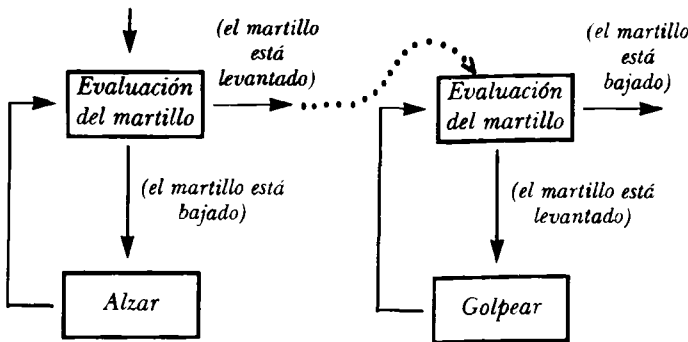 (el martillo
está
levantado)
Evaluación
del martillo
(el martillo está
bajado)
Alzar
(el martillo
está
bajado)
Evaluación
del martillo
(el martillo está
levantado)
Golpear